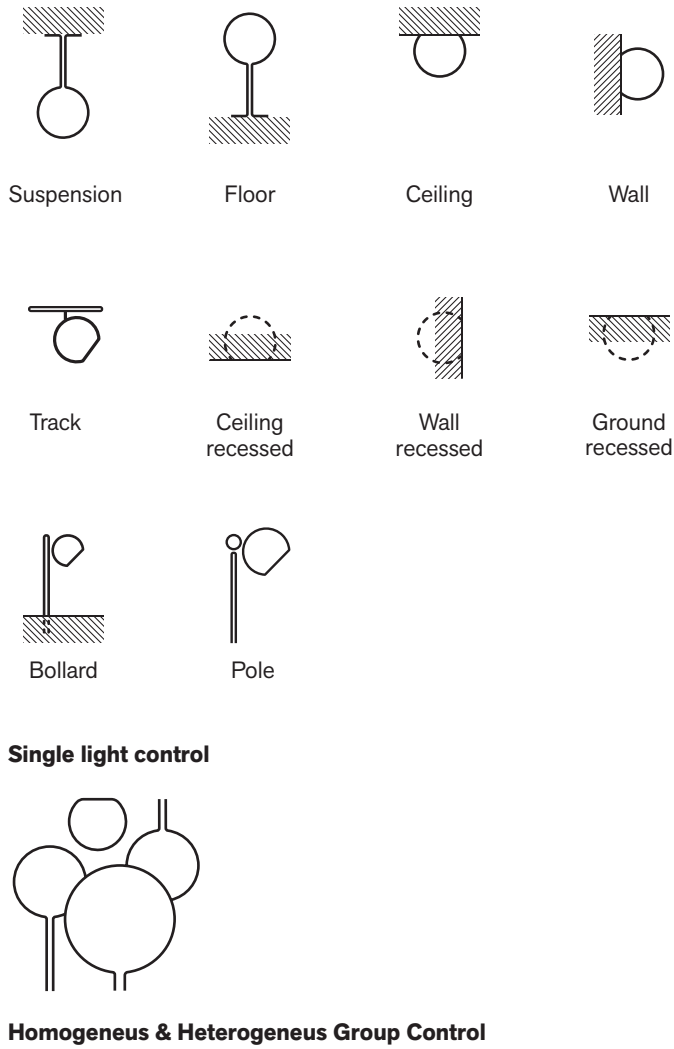 Suspension
Floor
Ceiling
Wall
Track
Ceiling
recessed
Wall
recessed
Ground
recessed
Bollard
Pole
Single light control
Homogeneus & Heterogeneus Group Control